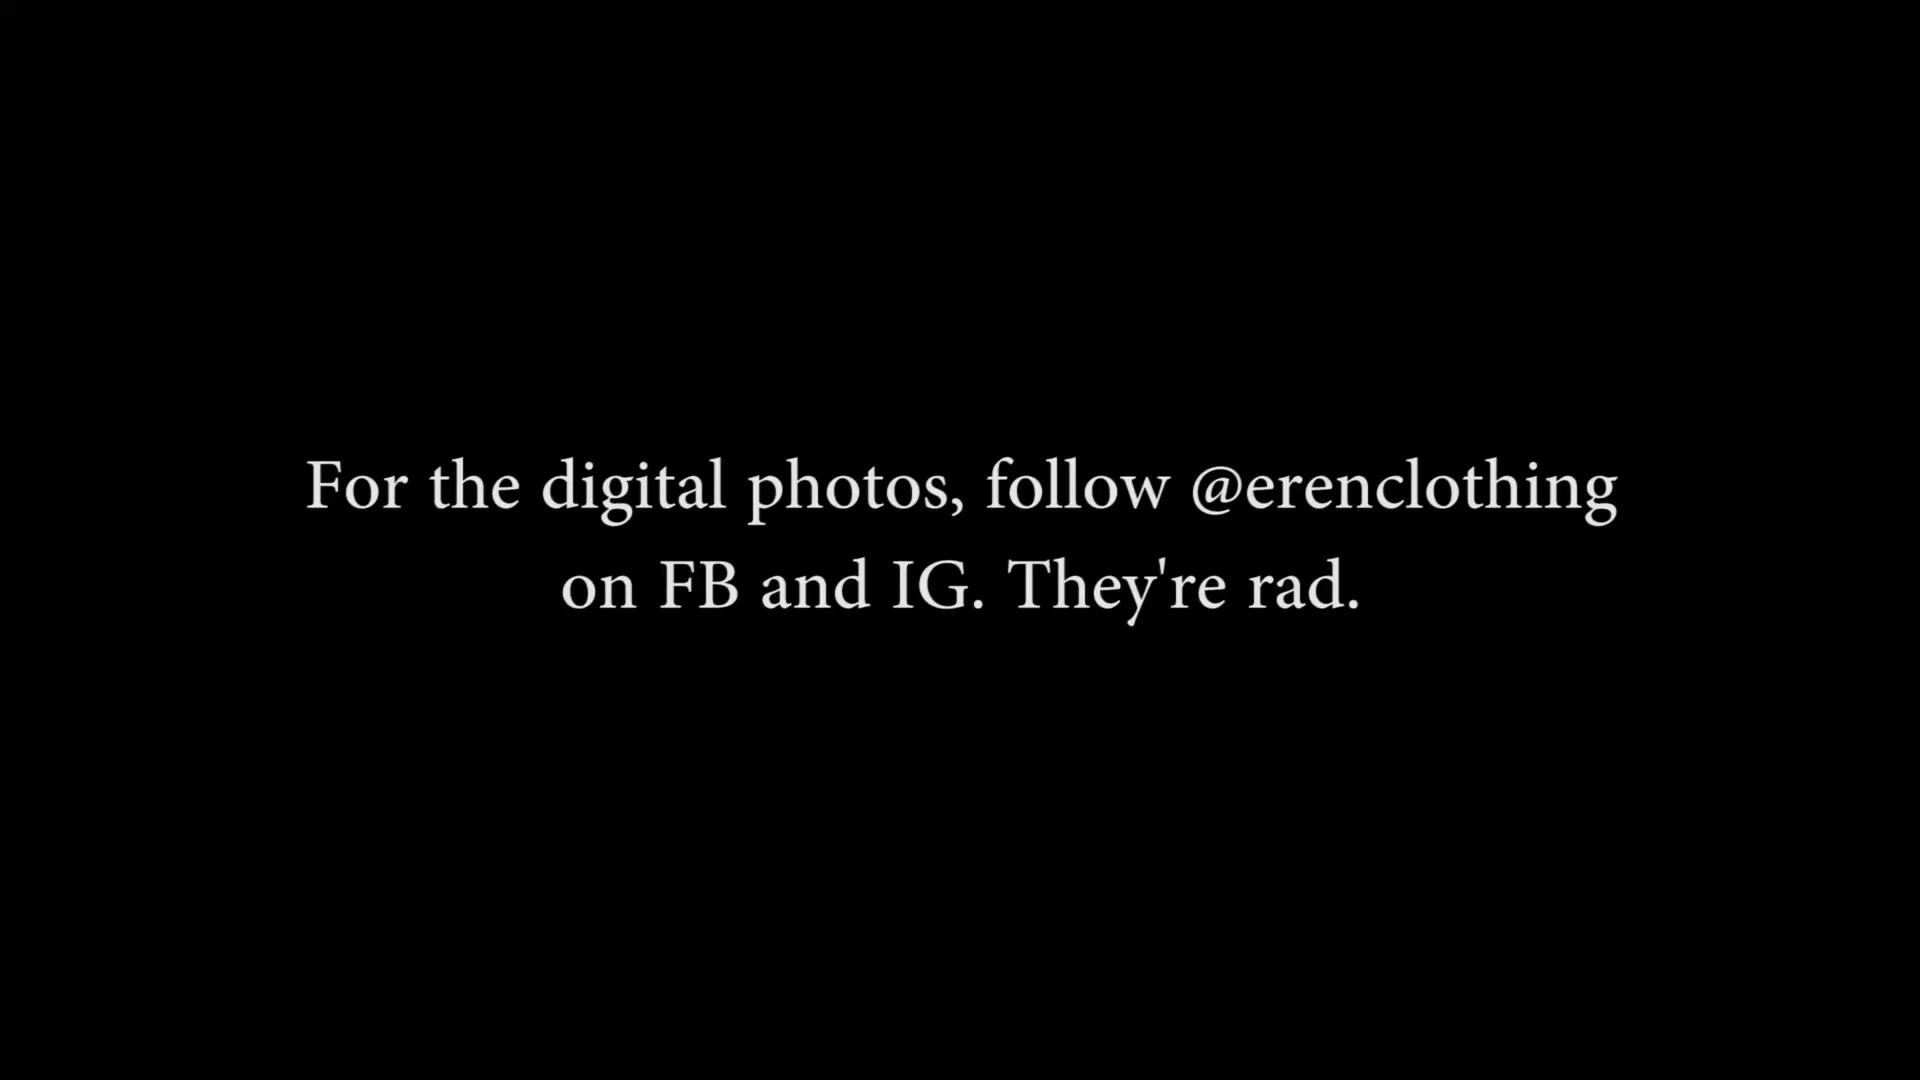 For the digital photos, follow @erenclothing
on FB and IG. They're rad.